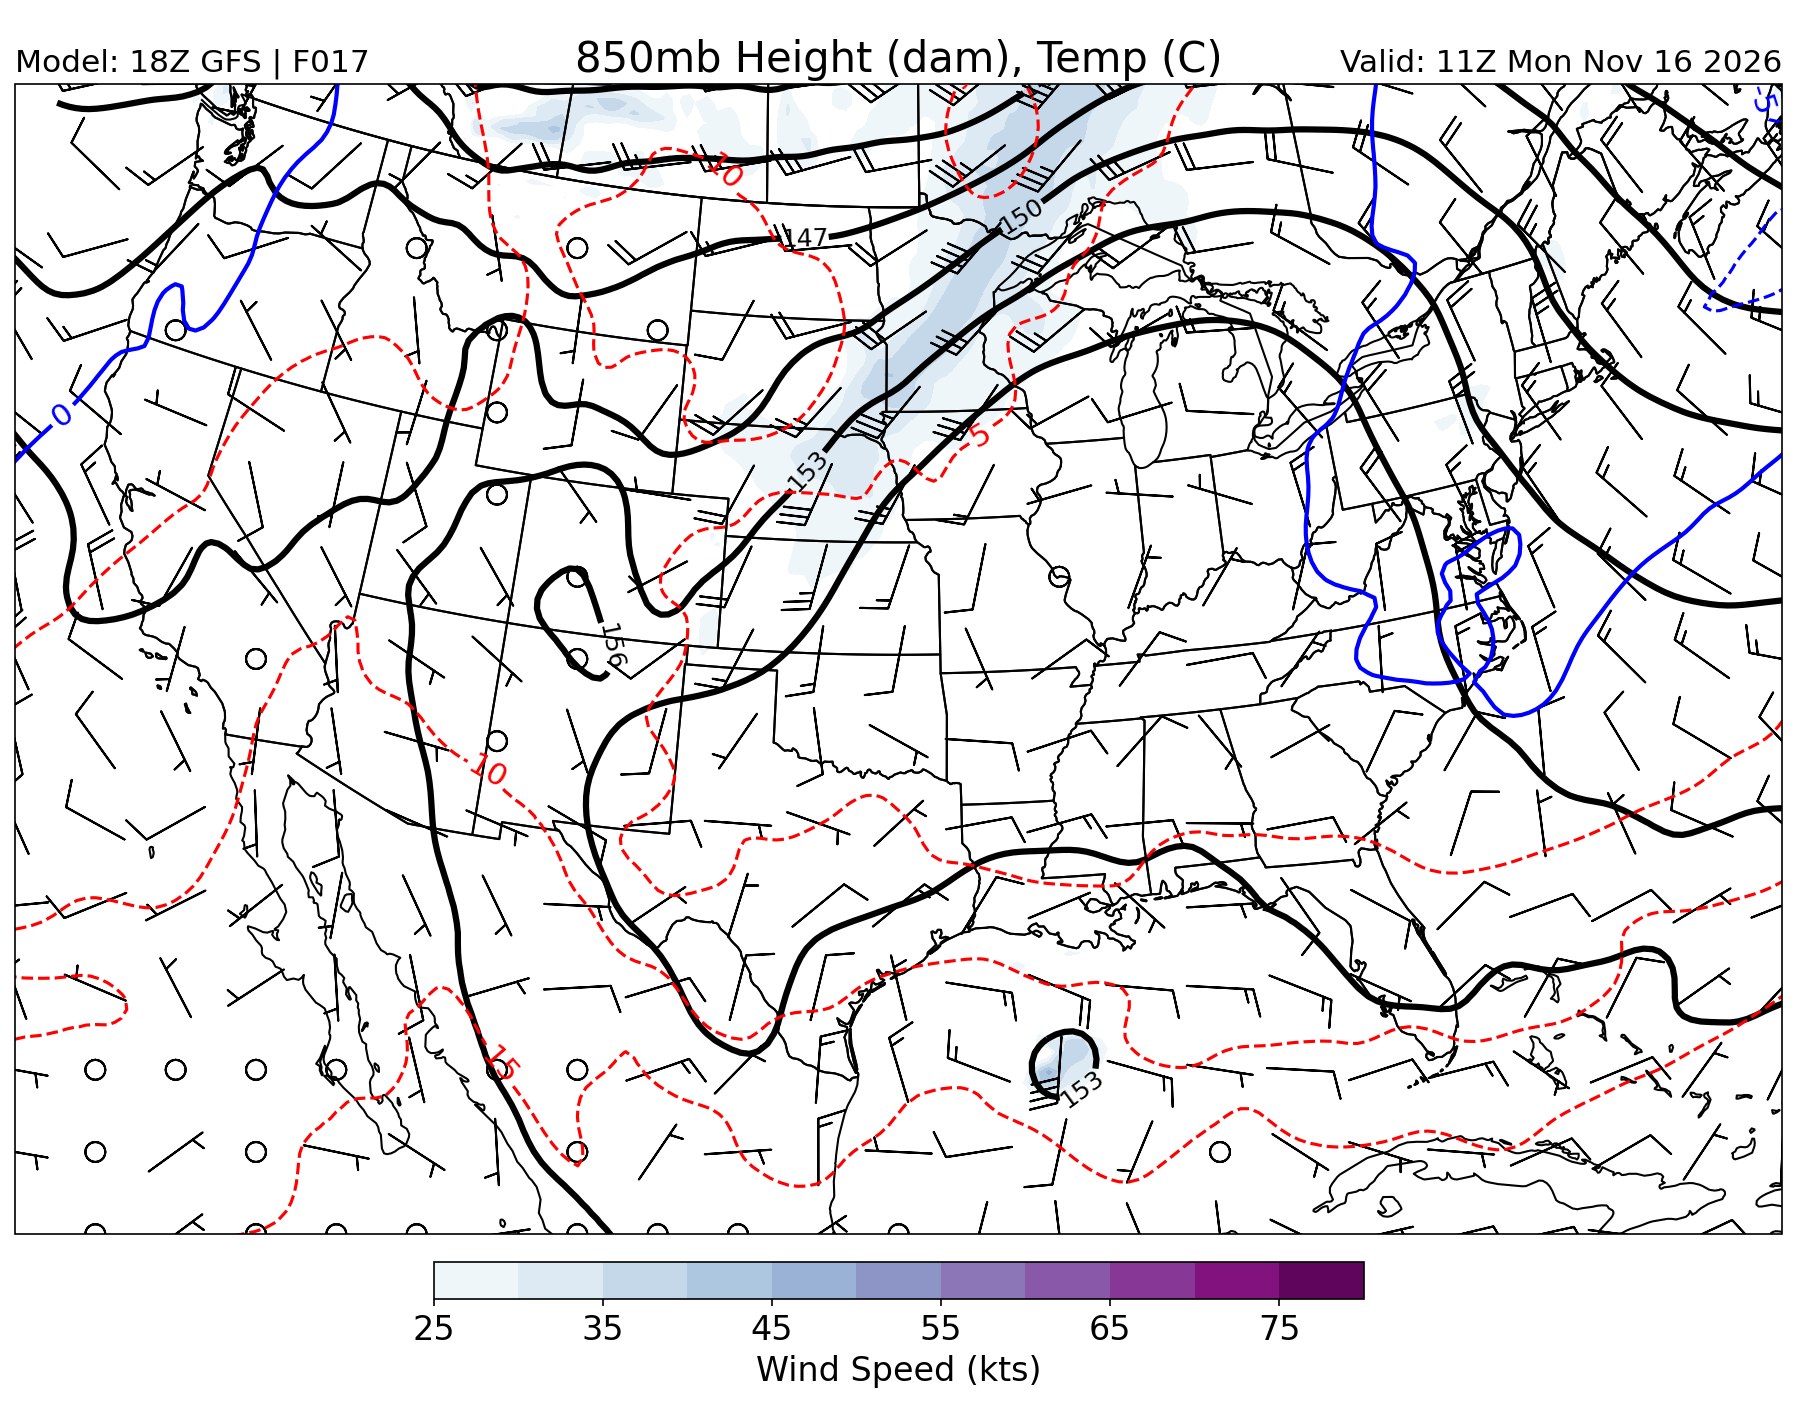 Model: 18Z GFS | F017
850mb Height (dam), Temp (C)
Valid: 11Z Mon Nov 16 2026
-5
10
150
147
0
5
153
156
10
15
153
25 35 45 55 65 75
Wind Speed (kts)